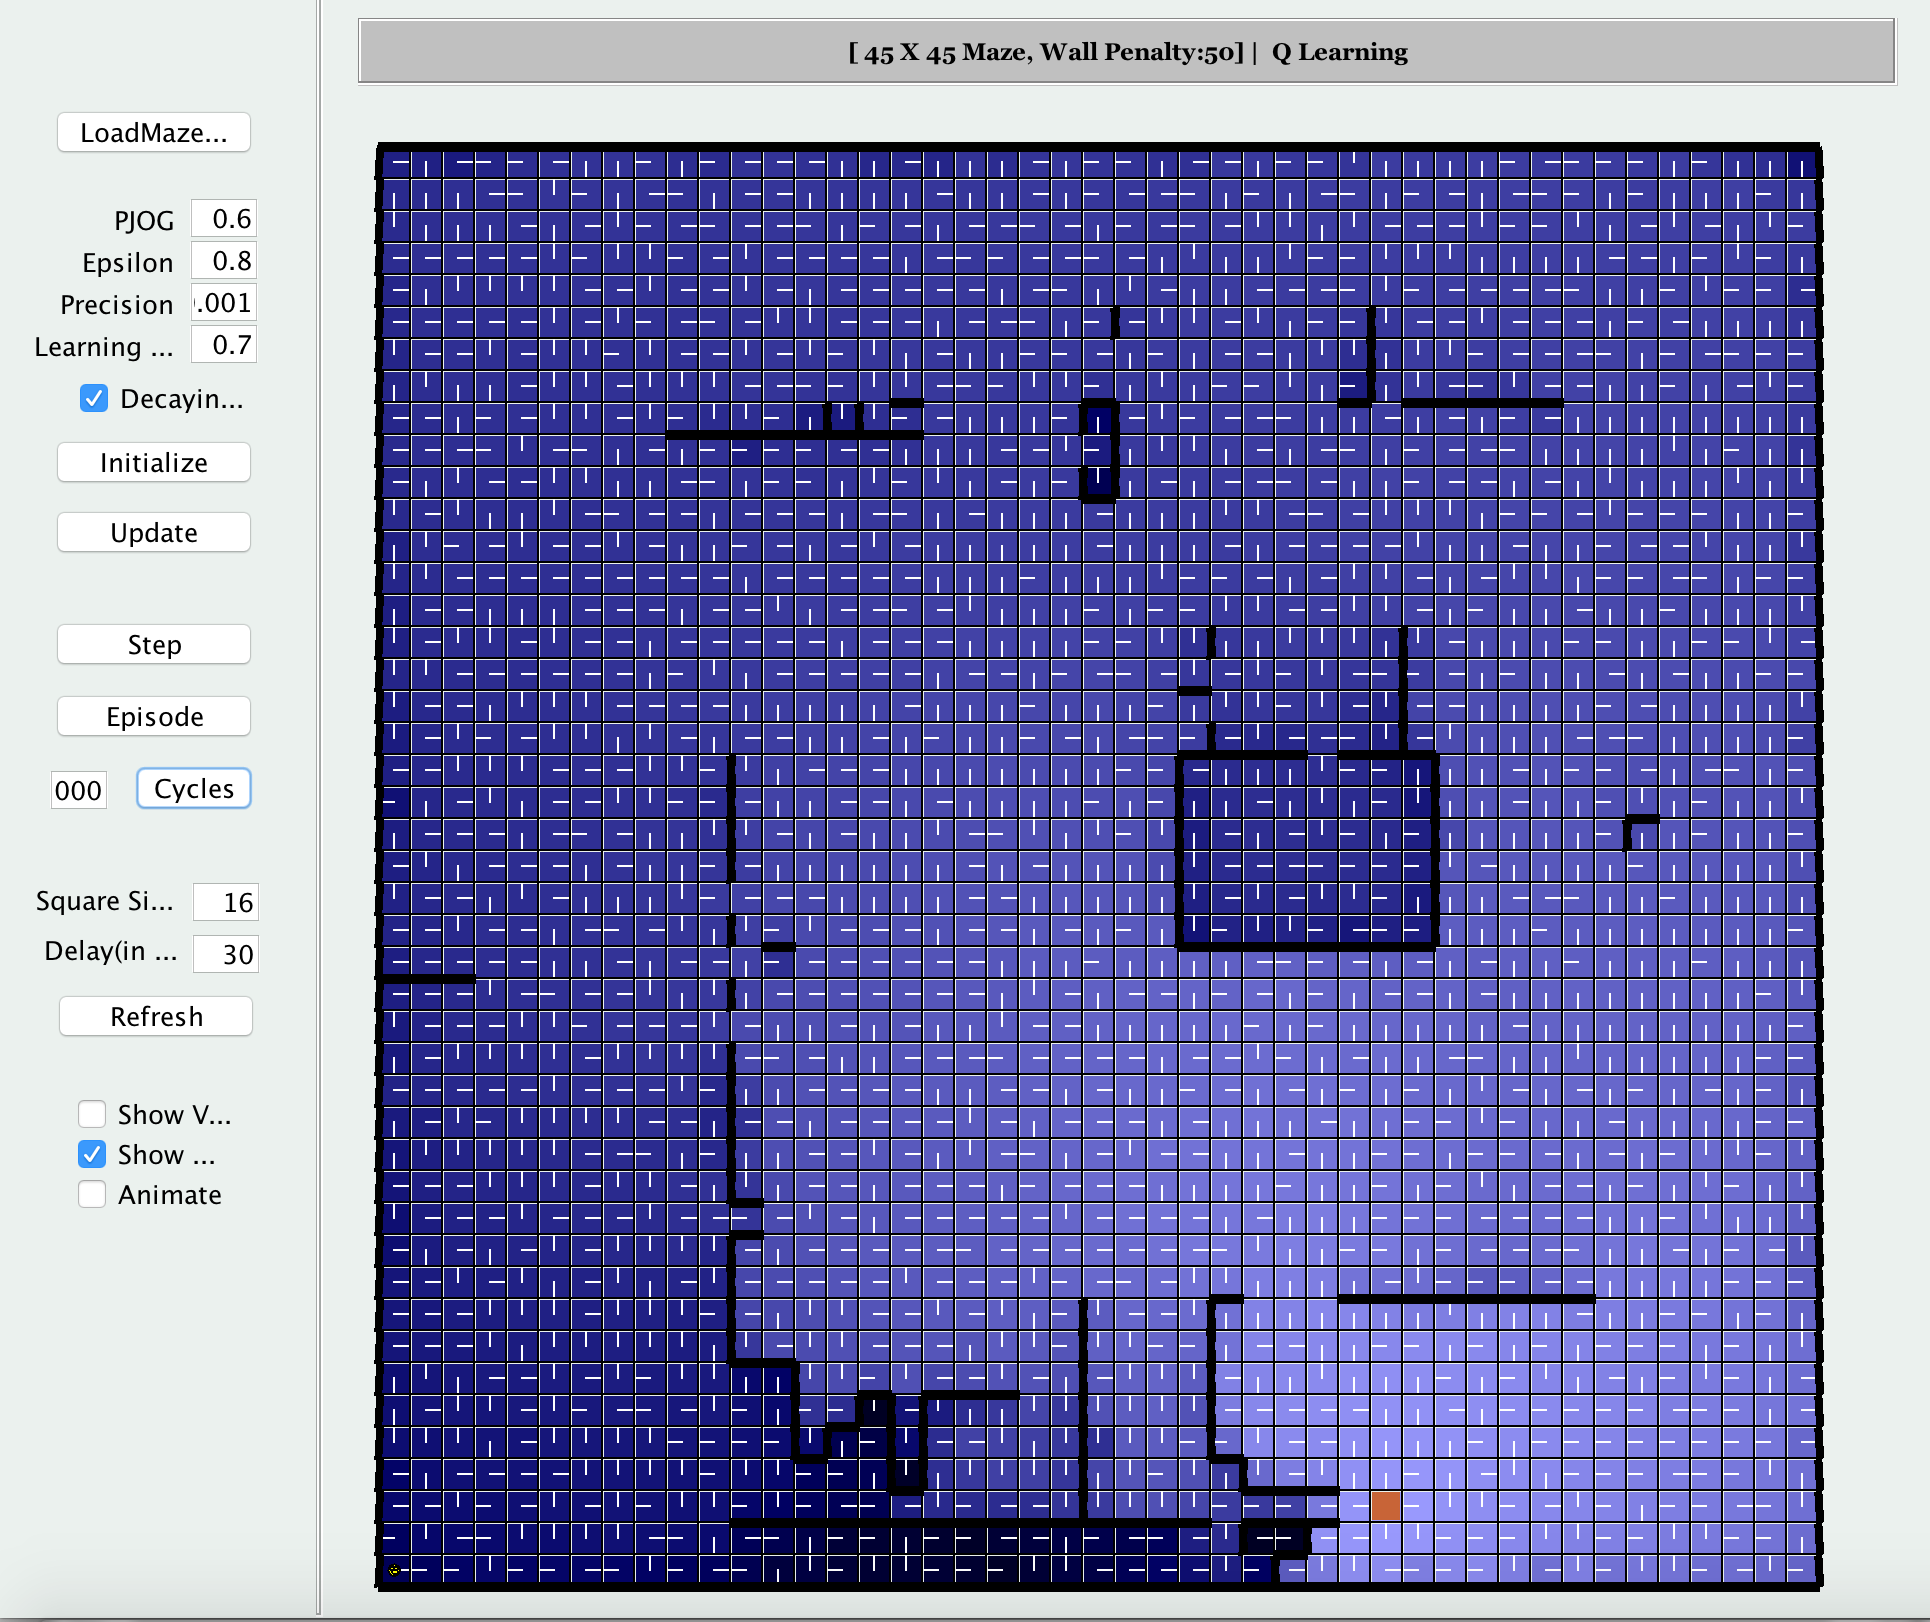 [ 45 X 45 Maze, Wall Penalty:50] | Q Learning
LoadMaze...
PJOG 0.6
Epsilon 0.8
Precision .001
Learning ... 0.7
Decayin...
Initialize
Update
Step
Episode
000 Cycles
Square Si... 16
Delay(in ... 30
Refresh
Show V...
Show ...
Animate